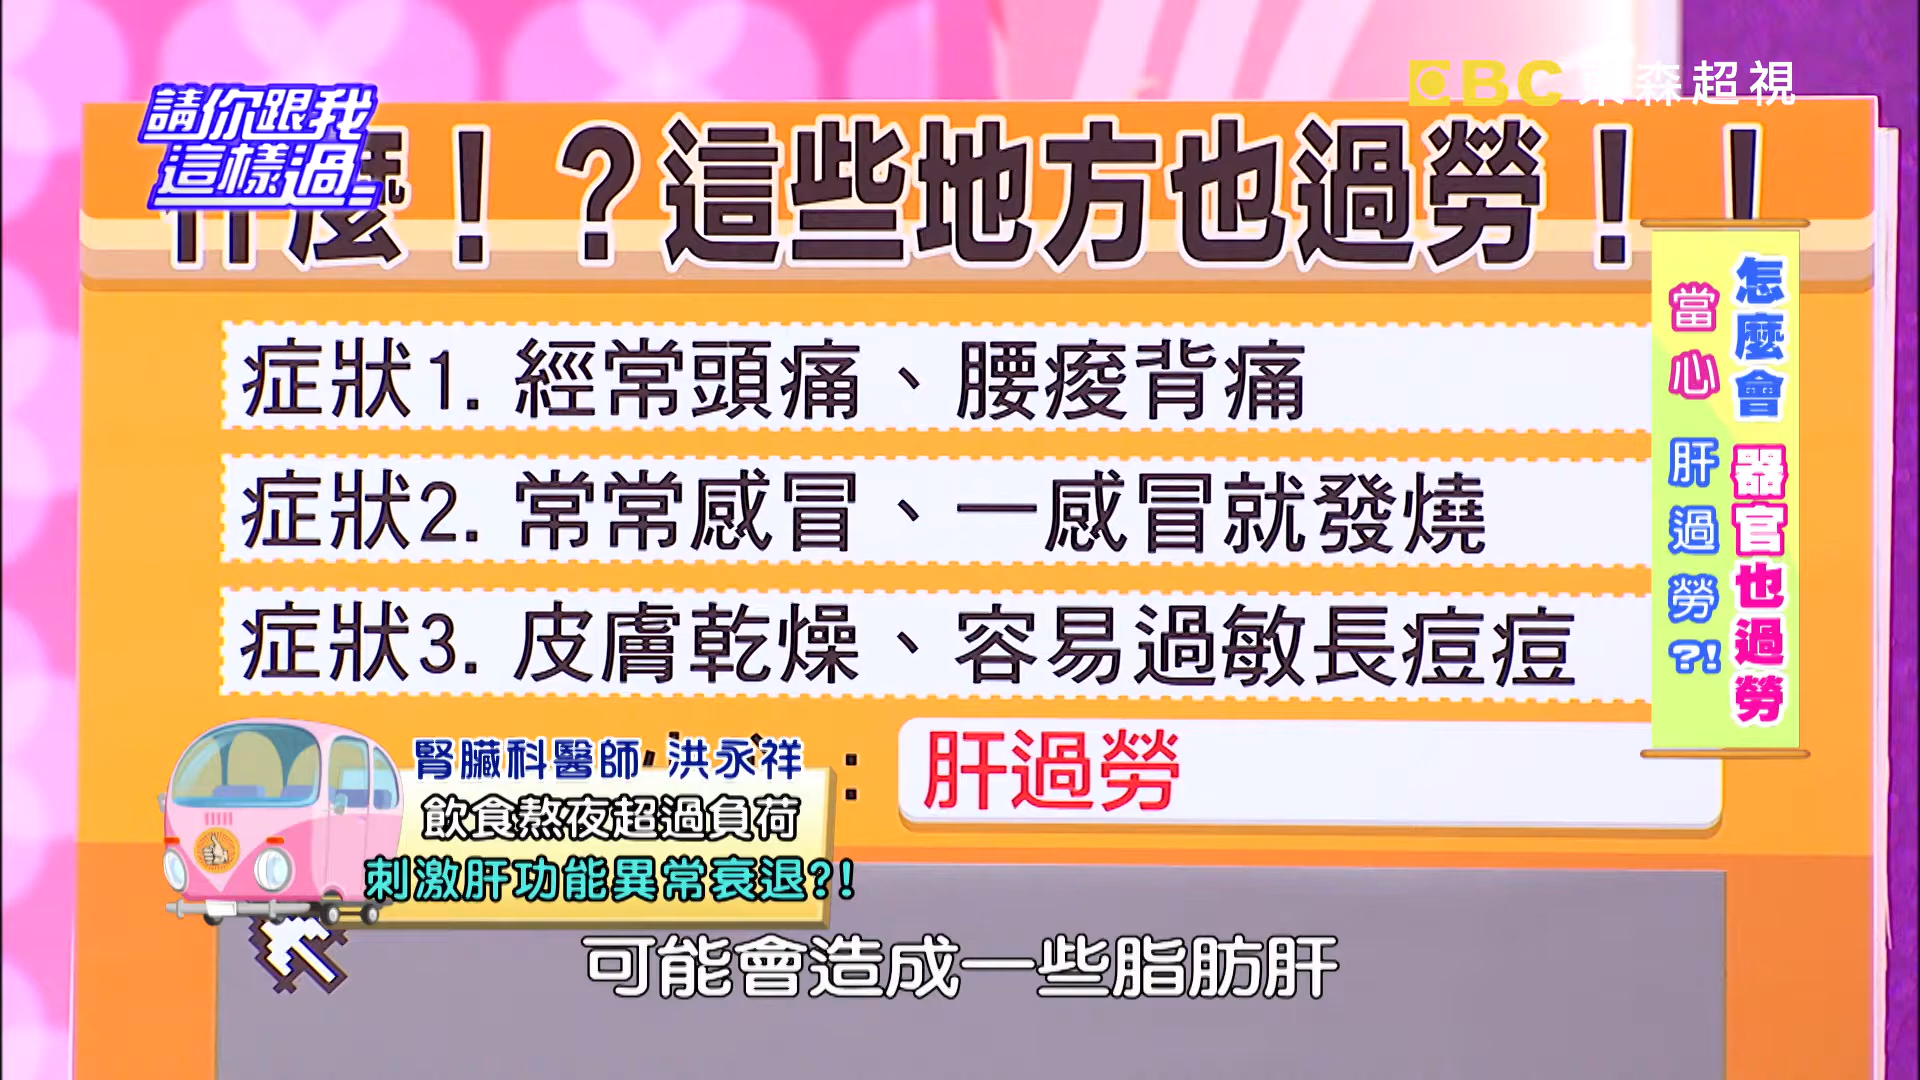 請你跟我
這樣過
EBC 東森超視
什麼！？這些地方也過勞！！
症狀1. 經常頭痛、腰痠背痛
症狀2. 常常感冒、一感冒就發燒
症狀3. 皮膚乾燥、容易過敏長痘痘
：肝過勞
怎麼會 器官也過勞
當心 肝過勞?!
腎臟科醫師 洪永祥
飲食熬夜超過負荷
刺激肝功能異常衰退?!
可能會造成一些脂肪肝